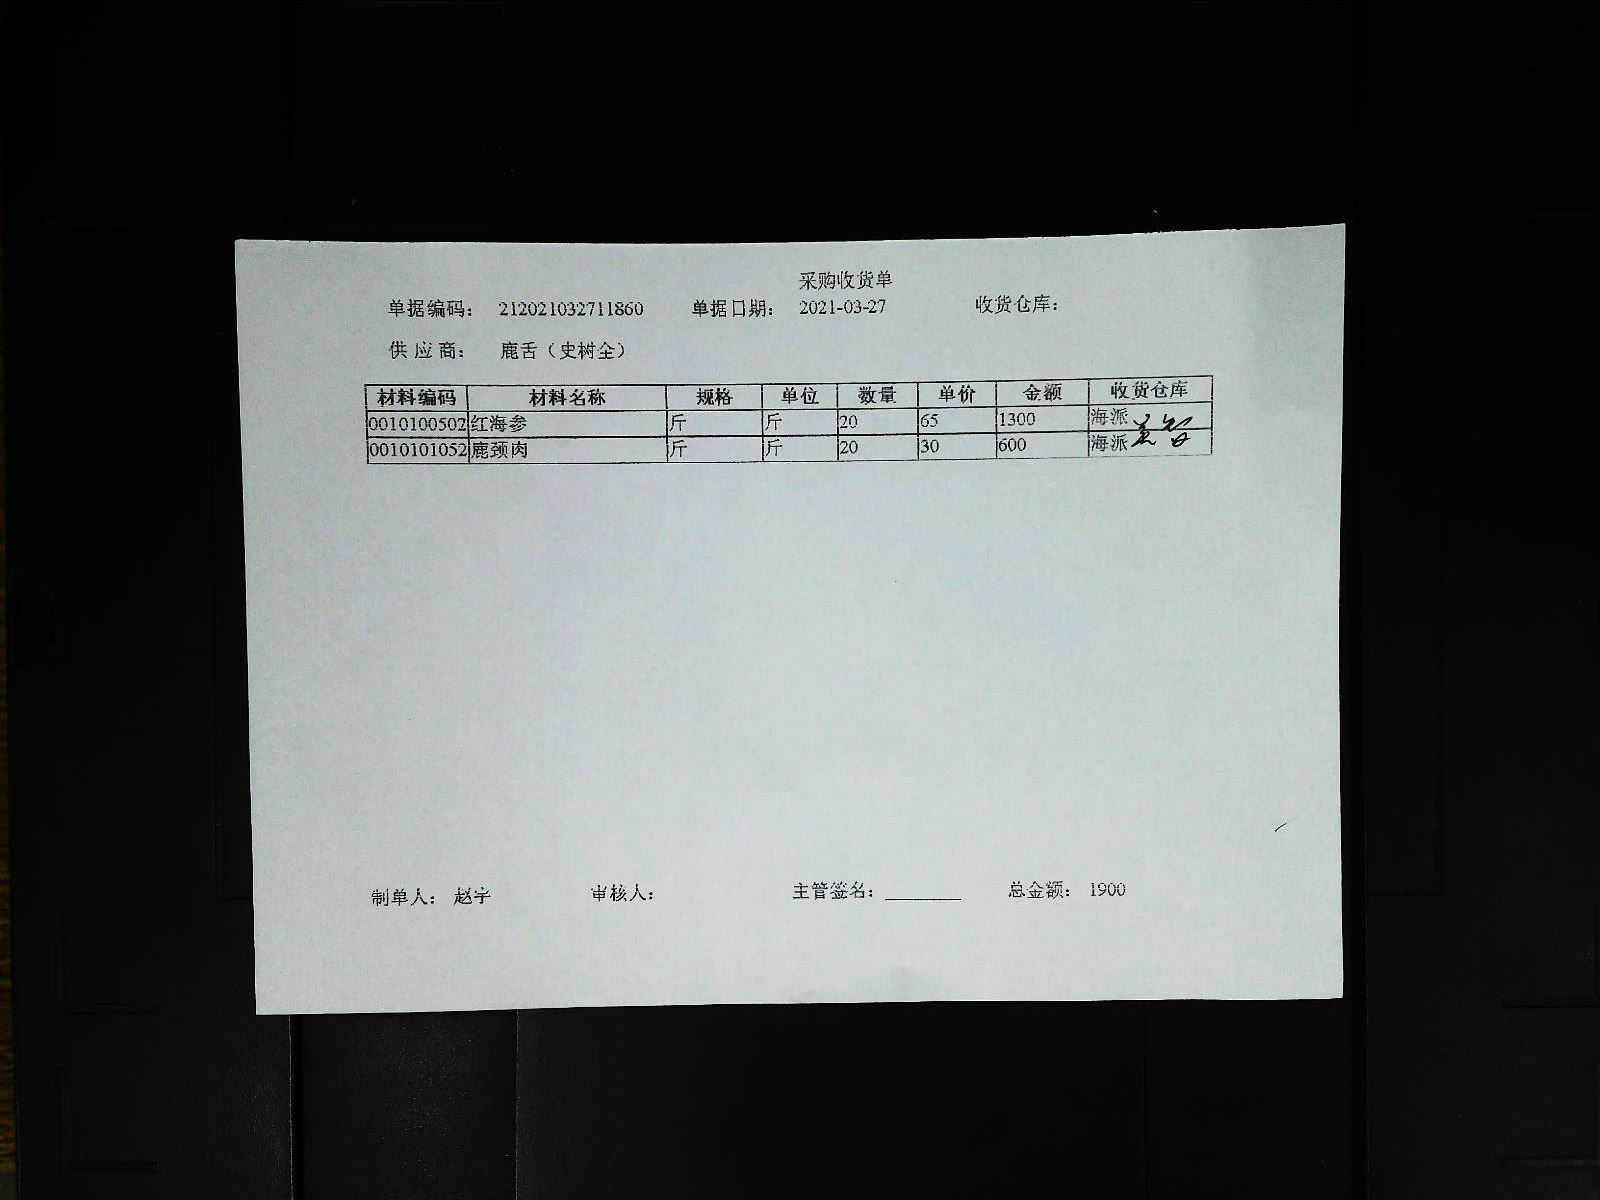 采购收货单
单据编码： 212021032711860 单据日期： 2021-03-27 收货仓库：
供 应 商： 鹿舌（史树全）
材料编码 材料名称 规格 单位 数量 单价 金额 收货仓库
0010100502 红海参 斤 斤 20 65 1300 海派
0010101052 鹿颈肉 斤 斤 20 30 600 海派
制单人： 赵宇 审核人： 主管签名： 总金额： 1900